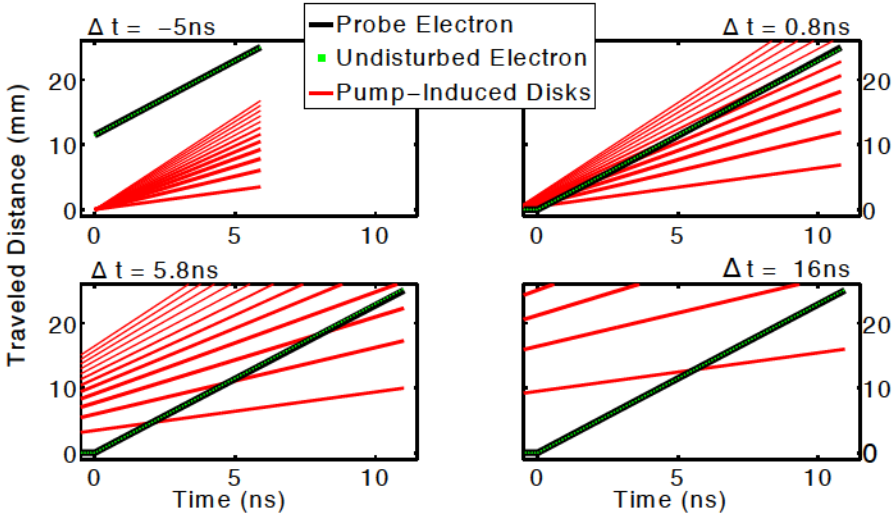 Δ t = −5ns
Probe Electron
Undisturbed Electron
Pump−Induced Disks
Δ t = 0.8ns
20
10
0
0
5
10
20
10
0
0
5
10
Traveled Distance (mm)
Δ t = 5.8ns
Δ t = 16ns
20
10
0
0
5
10
Time (ns)
20
10
0
0
5
10
Time (ns)